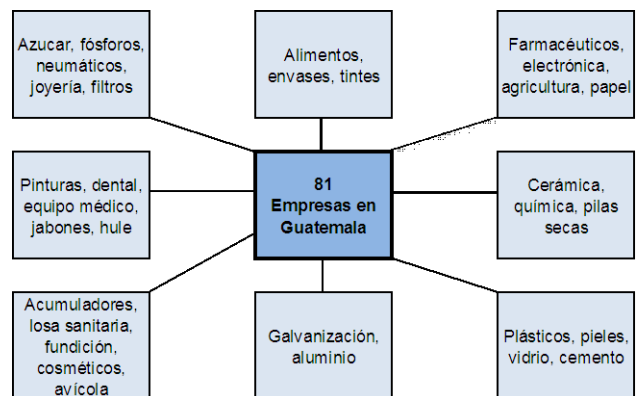 Azucar, fósforos,
neumáticos,
joyería, filtros
Alimentos,
envases, tintes
Farmacéuticos,
electrónica,
agricultura, papel
Pinturas, dental,
equipo médico,
jabones, hule
81
Empresas en
Guatemala
Cerámica,
química, pilas
secas
Acumuladores,
losa sanitaria,
fundición,
cosméticos,
avícola
Galvanización,
aluminio
Plásticos, pieles,
vidrio, cemento